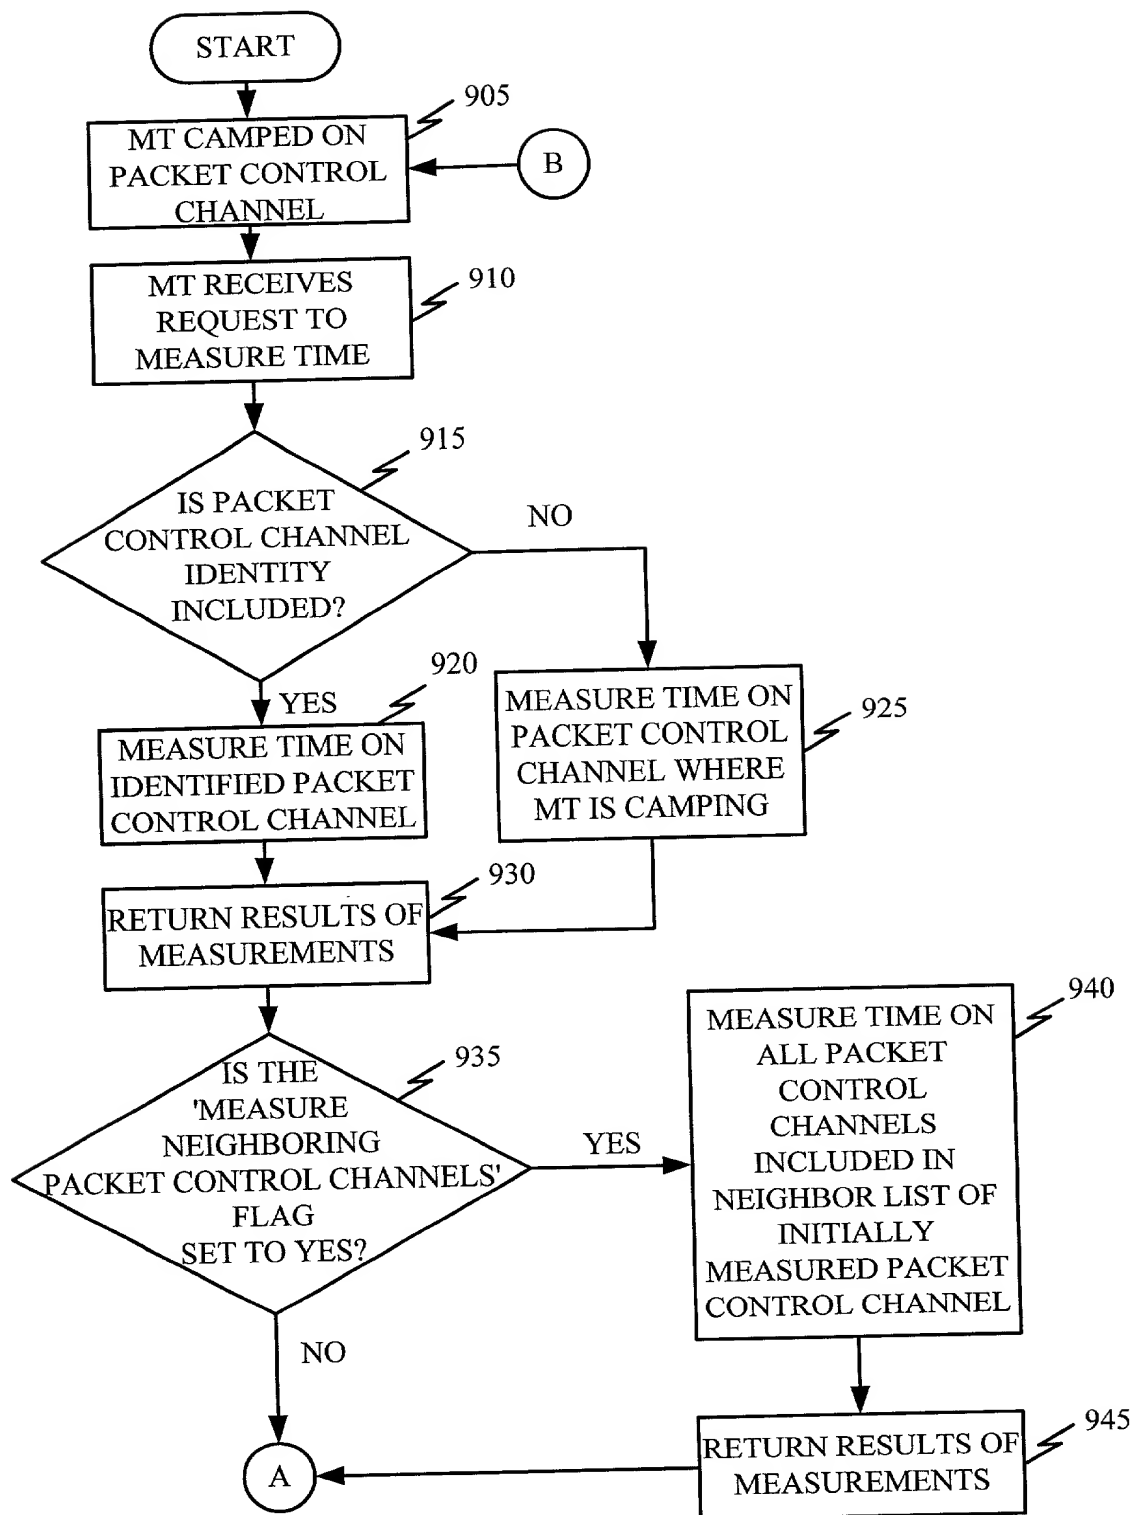 START
905
MT CAMPED ON
PACKET CONTROL
CHANNEL
B
910
MT RECEIVES
REQUEST TO
MEASURE TIME
915
IS PACKET
CONTROL CHANNEL
IDENTITY
INCLUDED?
NO
920
YES
MEASURE TIME ON
IDENTIFIED PACKET
CONTROL CHANNEL
MEASURE TIME ON
PACKET CONTROL
CHANNEL WHERE
MT IS CAMPING
925
930
RETURN RESULTS OF
MEASUREMENTS
935
IS THE
'MEASURE
NEIGHBORING
PACKET CONTROL CHANNELS'
FLAG
SET TO YES?
YES
940
MEASURE TIME ON
ALL PACKET
CONTROL
CHANNELS
INCLUDED IN
NEIGHBOR LIST OF
INITIALLY
MEASURED PACKET
CONTROL CHANNEL
NO
945
RETURN RESULTS OF
MEASUREMENTS
A